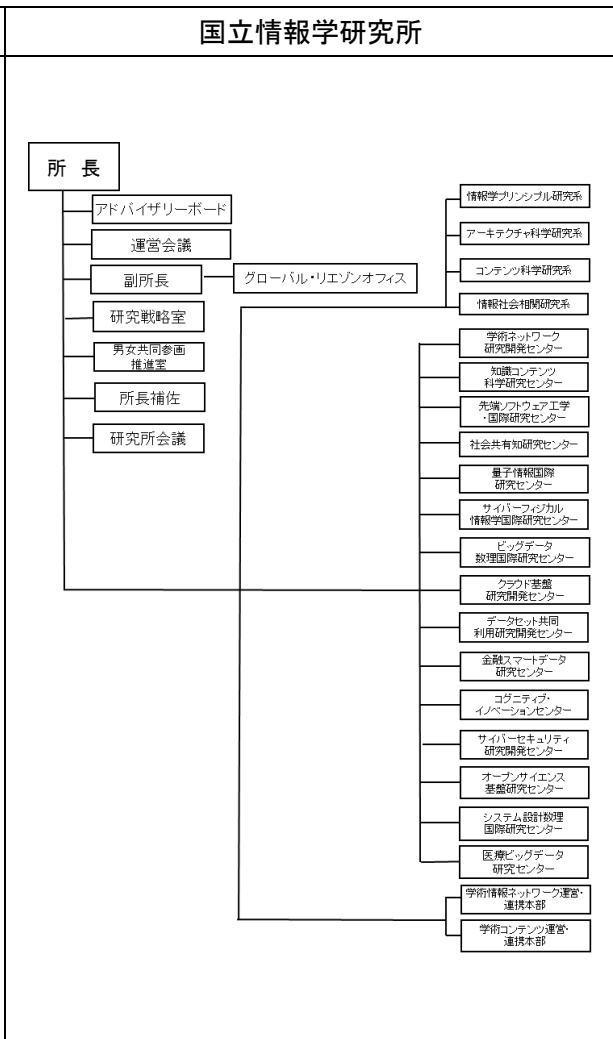 国立情報学研究所
所 長
アドバイザリーボード
運営会議
副所長
グローバル・リエゾンオフィス
研究戦略室
男女共同参画
推進室
所長補佐
研究所会議
情報学プリンシプル研究系
アーキテクチャ科学研究系
コンテンツ科学研究系
情報社会相関研究系
学術ネットワーク
研究開発センター
知識コンテンツ
科学研究センター
先端ソフトウェア工学
・国際研究センター
社会共有知研究センター
量子情報国際
研究センター
サイバーフィジカル
情報学国際研究センター
ビッグデータ
数理国際研究センター
クラウド基盤
研究開発センター
データセット共同
利用研究開発センター
金融スマートデータ
研究センター
コグニティブ・
イノベーションセンター
サイバーセキュリティ
研究開発センター
オープンサイエンス
基盤研究センター
システム設計数理
国際研究センター
医療ビッグデータ
研究センター
学術情報ネットワーク運営・
連携本部
学術コンテンツ運営・
連携本部